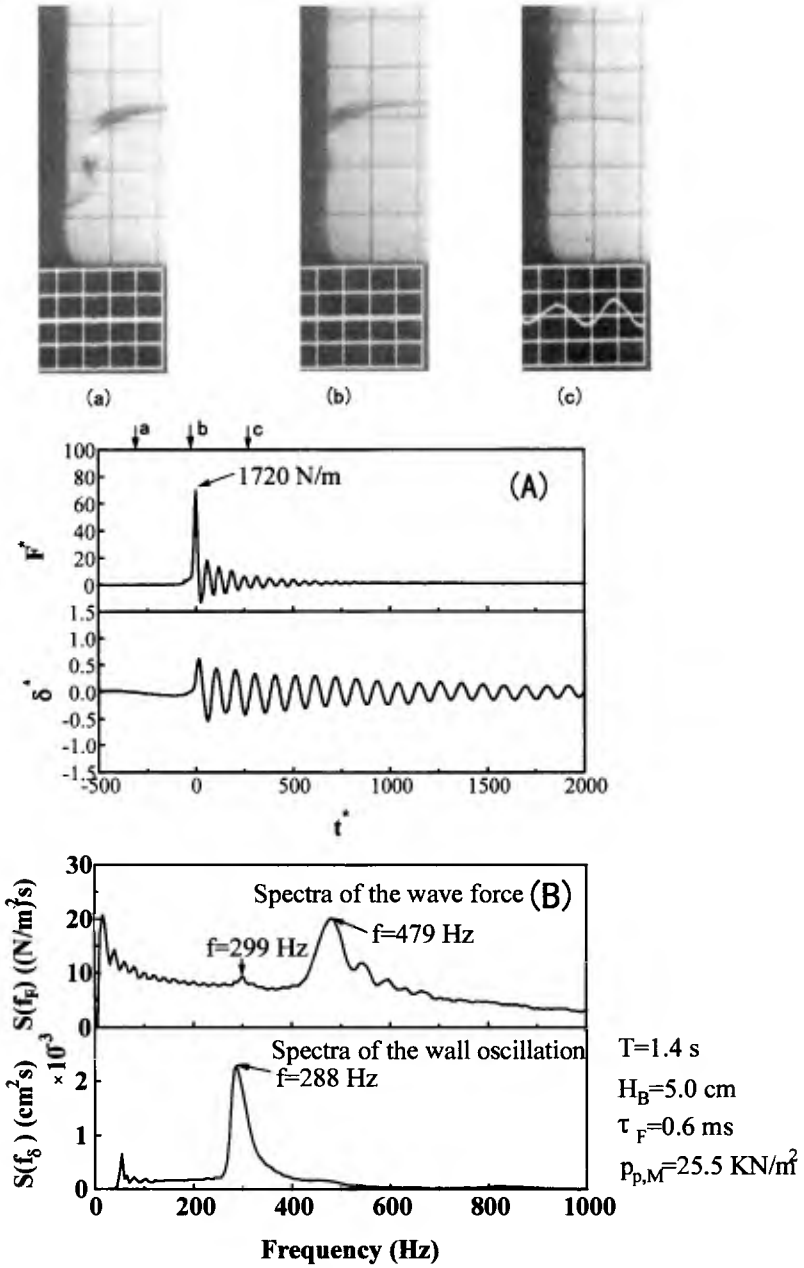 (a) (b) (c)
a b c
(A)
1720 N/m
F*
100
80
60
40
20
0
δ*
1.5
1.0
0.5
0.0
-0.5
-1.0
-1.5
-500 0 500 1000 1500 2000
t*
Spectra of the wave force (B)
f=299 Hz
f=479 Hz
S(f_F) ((N/m)²s)
30
20
10
0
Spectra of the wall oscillation
f=288 Hz
S(f_δ) (cm²s)
× 10⁻³
2
1
0
0 200 400 600 800 1000
Frequency (Hz)
T=1.4 s
H_B=5.0 cm
τ_F=0.6 ms
p_p,M=25.5 KN/m²